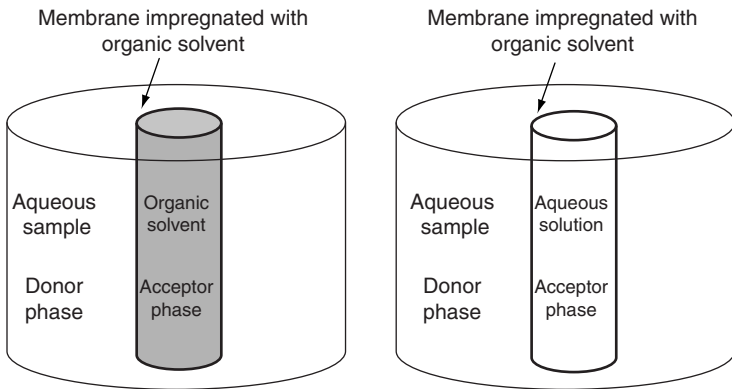 Membrane impregnated with
organic solvent
Aqueous
sample
Donor
phase
Organic
solvent
Acceptor
phase
Membrane impregnated with
organic solvent
Aqueous
sample
Donor
phase
Aqueous
solution
Acceptor
phase